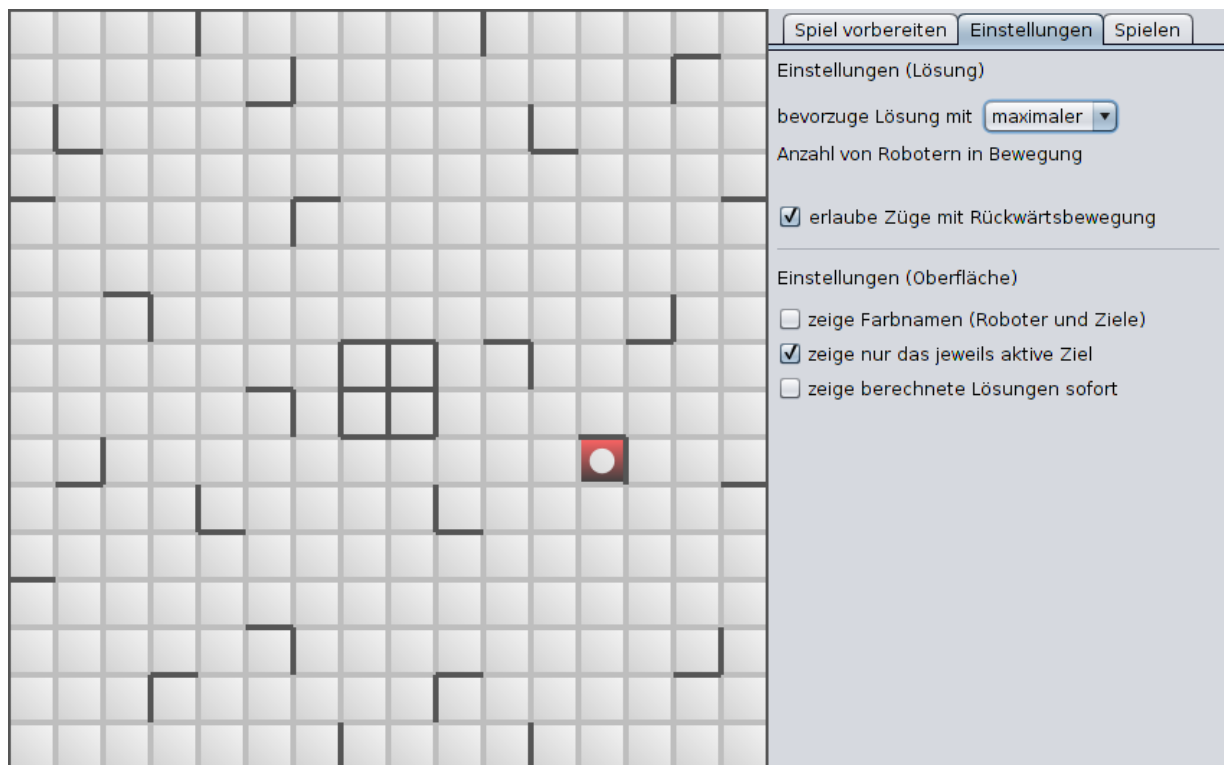 Spiel vorbereiten Einstellungen Spielen
Einstellungen (Lösung)
bevorzuge Lösung mit maximaler
Anzahl von Robotern in Bewegung
erlaube Züge mit Rückwärtsbewegung
Einstellungen (Oberfläche)
zeige Farbnamen (Roboter und Ziele)
zeige nur das jeweils aktive Ziel
zeige berechnete Lösungen sofort